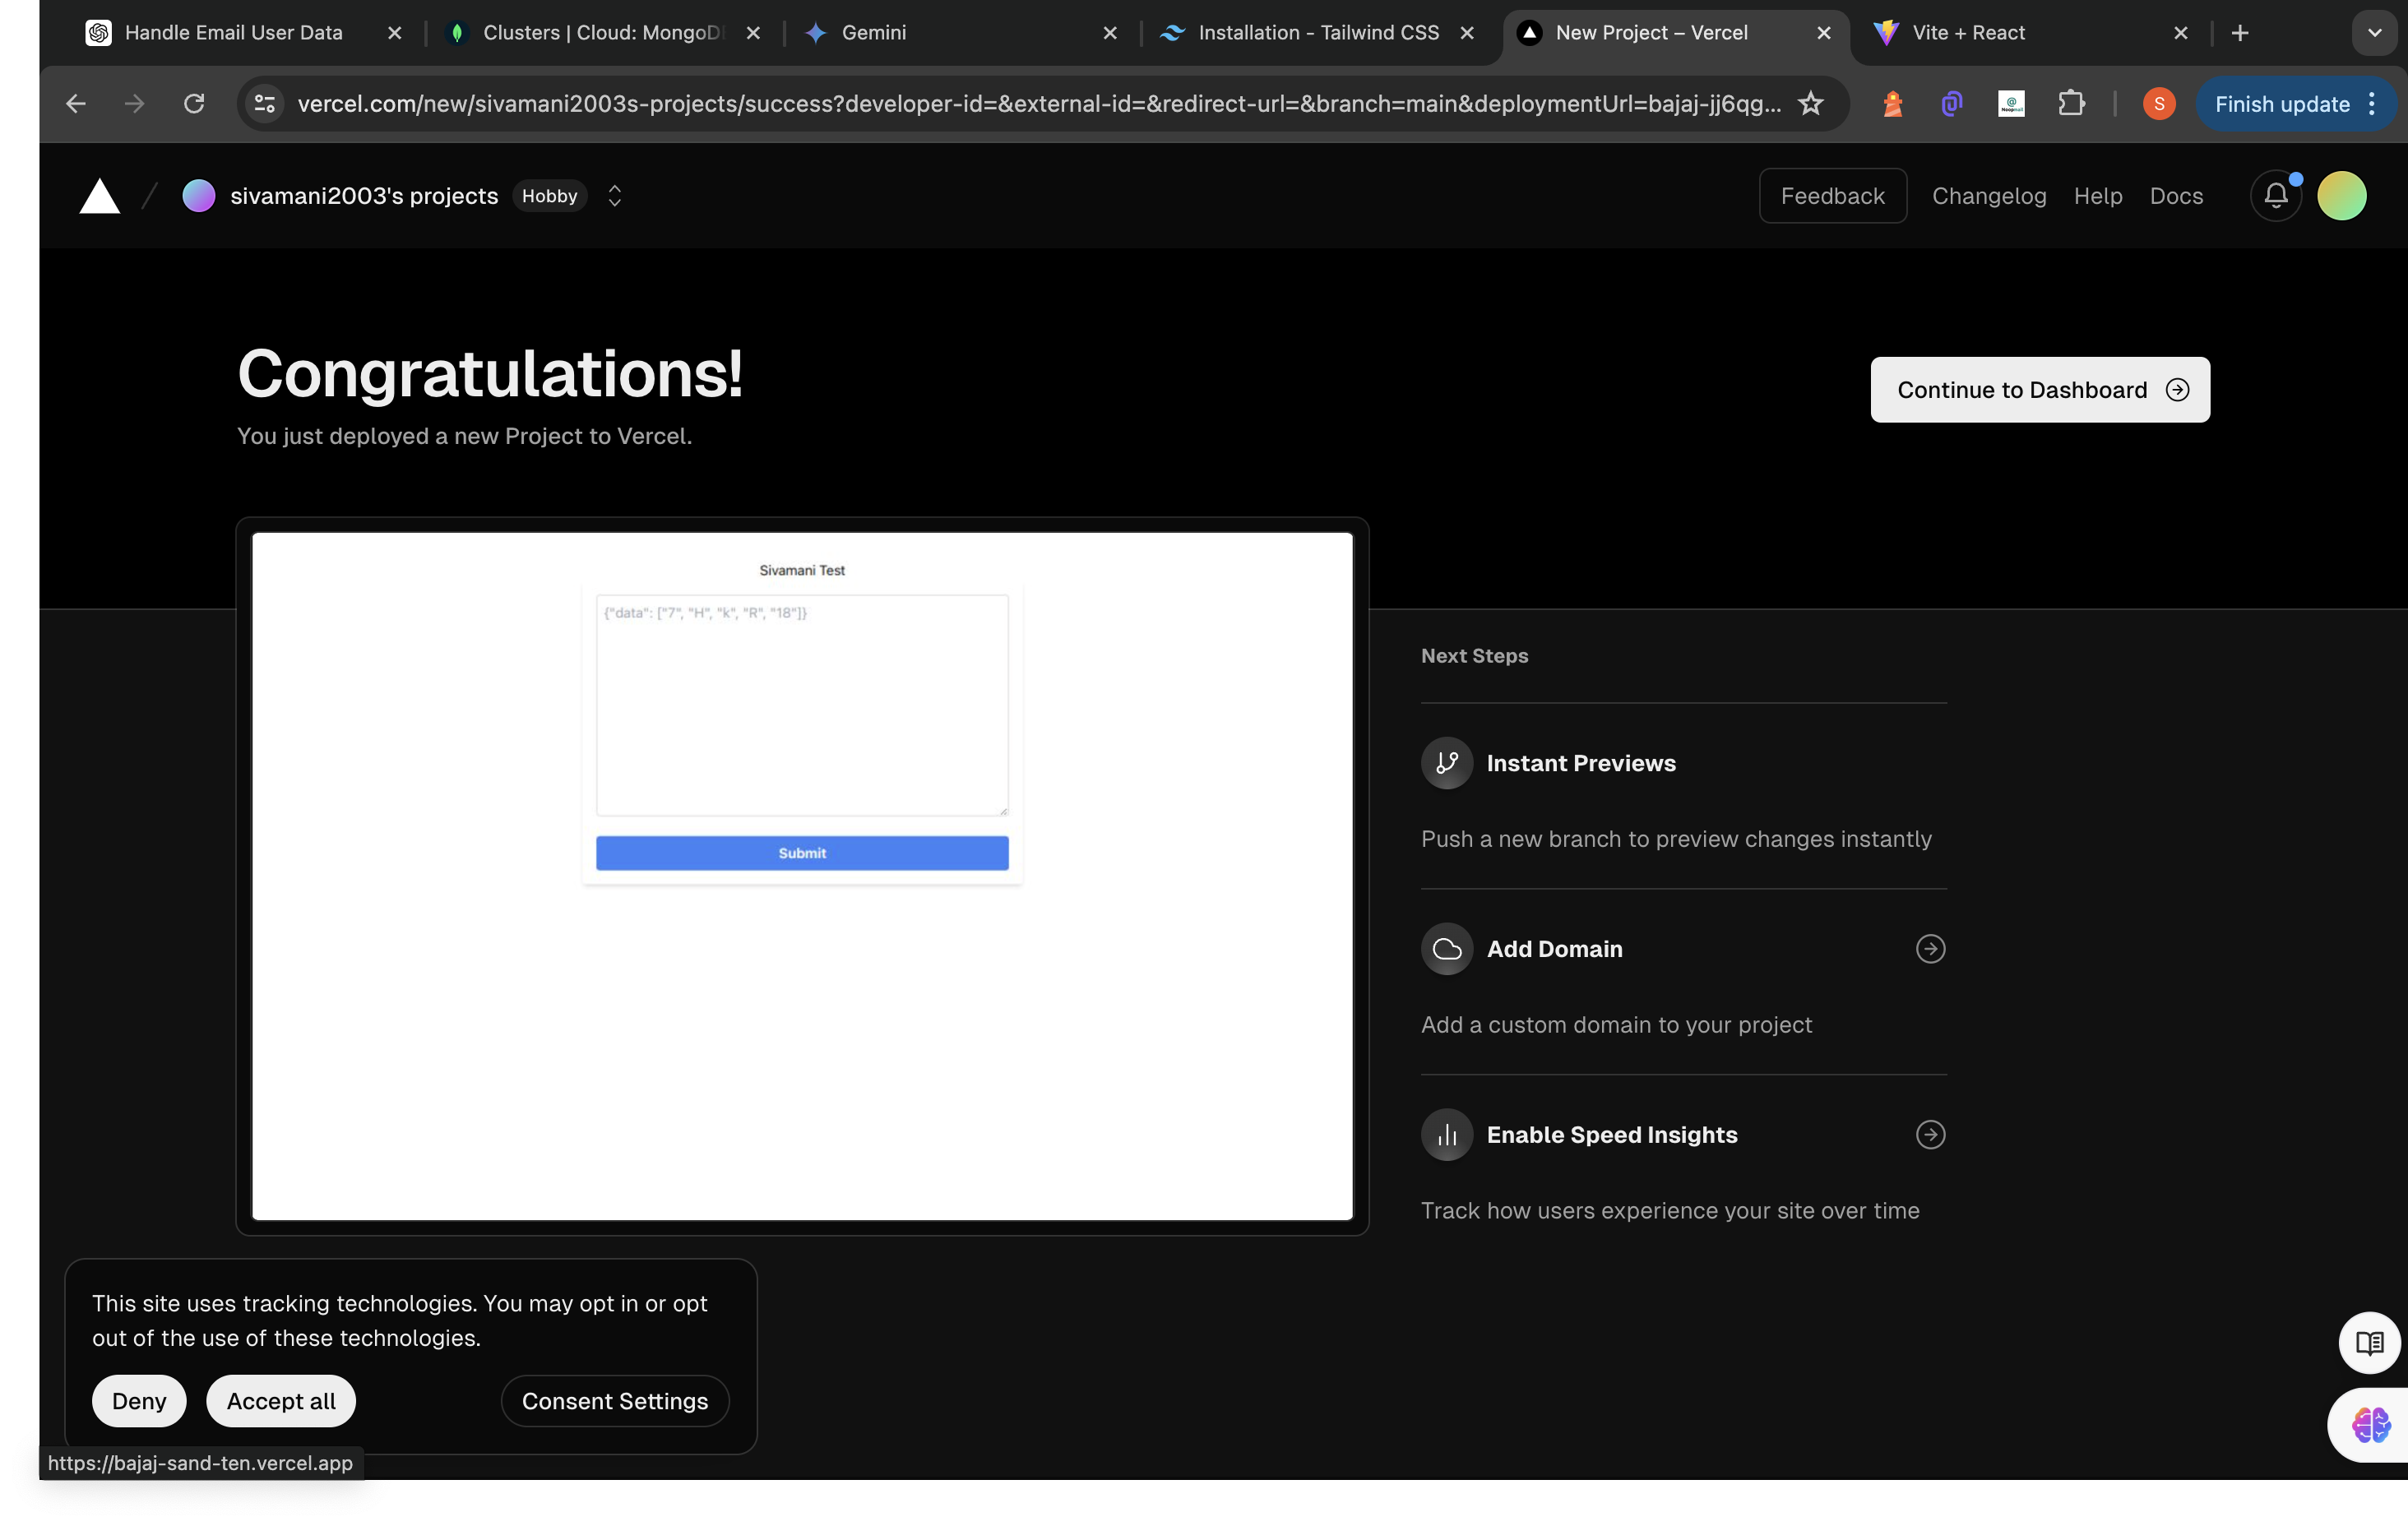 Handle Email User Data
Clusters | Cloud: MongoD
Gemini
Installation - Tailwind CSS
New Project – Vercel
Vite + React
vercel.com/new/sivamani2003s-projects/success?developer-id=&external-id=&redirect-url=&branch=main&deploymentUrl=bajaj-jj6qg...
S
Finish update
sivamani2003's projects
Hobby
Feedback
Changelog
Help
Docs
Congratulations!
You just deployed a new Project to Vercel.
Continue to Dashboard
Sivamani Test
{"data": ["7", "H", "k", "R", "18"]}
Submit
Next Steps
Instant Previews
Push a new branch to preview changes instantly
Add Domain
Add a custom domain to your project
Enable Speed Insights
Track how users experience your site over time
This site uses tracking technologies. You may opt in or opt
out of the use of these technologies.
Deny
Accept all
Consent Settings
https://bajaj-sand-ten.vercel.app